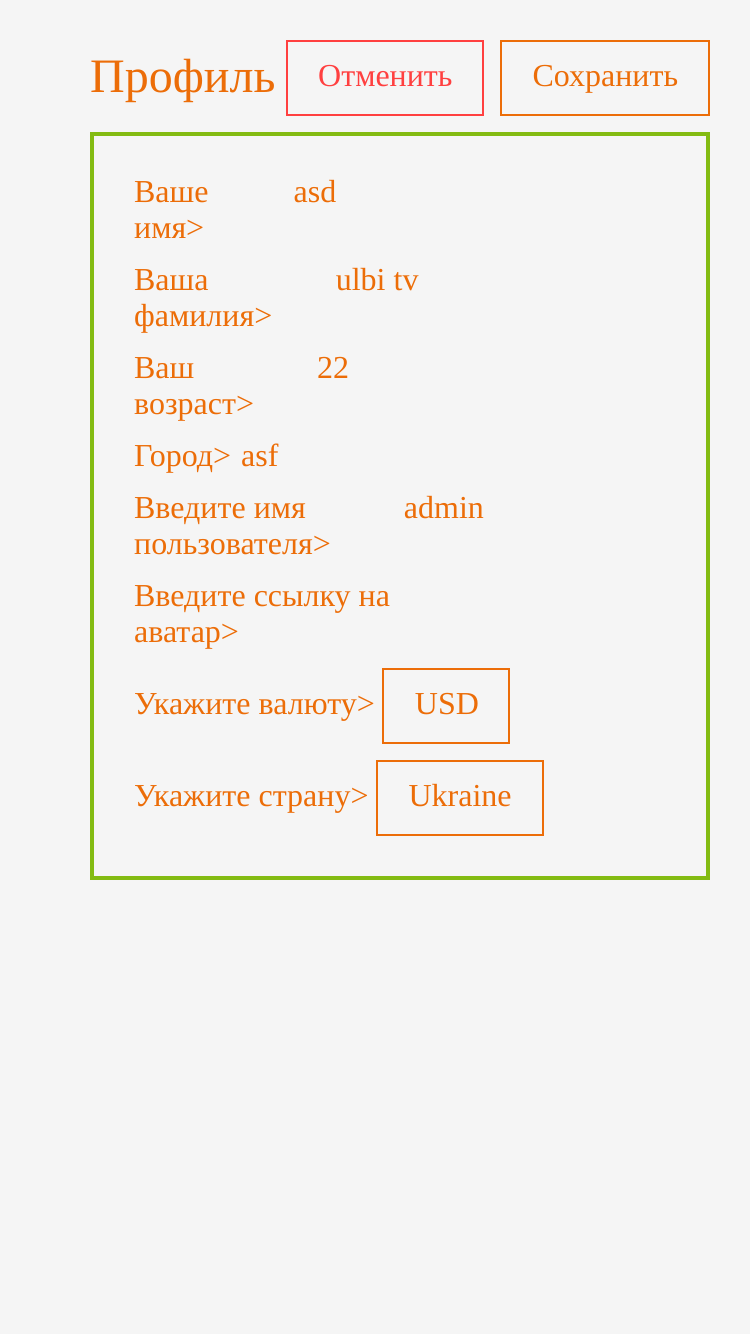 Профиль Отменить Сохранить
Ваше asd
имя>
Ваша ulbi tv
фамилия>
Ваш 22
возраст>
Город> asf
Введите имя admin
пользователя>
Введите ссылку на
аватар>
Укажите валюту> USD
Укажите страну> Ukraine